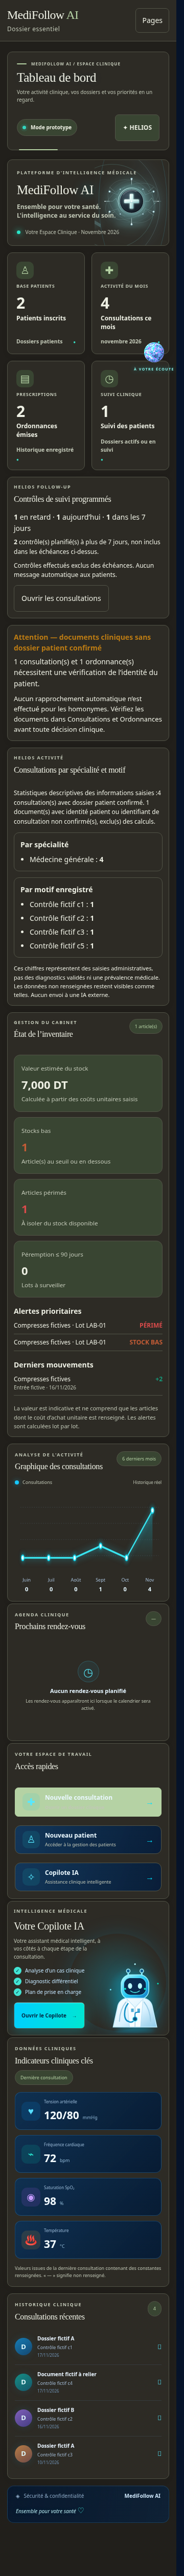 MediFollow AI
Dossier essentiel
Pages
MEDIFOLLOW AI / ESPACE CLINIQUE
Tableau de bord
Votre activité clinique, vos dossiers et vos priorités en un
regard.
Mode prototype
+ HELIOS
PLATEFORME D'INTELLIGENCE MÉDICALE
MediFollow AI
Ensemble pour votre santé.
L'intelligence au service du soin.
Votre Espace Clinique · Novembre 2026
BASE PATIENTS
2
Patients inscrits
Dossiers patients
ACTIVITÉ DU MOIS
4
Consultations ce
mois
novembre 2026
À VOTRE ÉCOUTE
PRESCRIPTIONS
2
Ordonnances
émises
Historique enregistré
SUIVI CLINIQUE
1
Suivi des patients
Dossiers actifs en
suivi
HELIOS FOLLOW-UP
Contrôles de suivi programmés
1 en retard · 1 aujourd'hui · 1 dans les 7
jours
2 contrôle(s) planifié(s) à plus de 7 jours, non inclus
dans les échéances ci-dessus.
Contrôles effectués exclus des échéances. Aucun
message automatique aux patients.
Ouvrir les consultations
Attention — documents cliniques sans
dossier patient confirmé
1 consultation(s) et 1 ordonnance(s)
nécessitent une vérification de l'identité du
patient.
Aucun rapprochement automatique n'est
effectué pour les homonymes. Vérifiez les
documents dans Consultations et Ordonnances
avant toute décision clinique.
HELIOS ACTIVITÉ
Consultations par spécialité et motif
Statistiques descriptives des informations saisies :4
consultation(s) avec dossier patient confirmé. 1
document(s) avec identité patient ou identifiant de
consultation non confirmé(s), exclu(s) des calculs.
Par spécialité
• Médecine générale : 4
Par motif enregistré
• Contrôle fictif c1 : 1
• Contrôle fictif c2 : 1
• Contrôle fictif c3 : 1
• Contrôle fictif c5 : 1
Ces chiffres représentent des saisies administratives,
pas des diagnostics validés ni une prévalence médicale.
Les données non renseignées restent visibles comme
telles. Aucun envoi à une IA externe.
GESTION DU CABINET
État de l'inventaire
1 article(s)
Valeur estimée du stock
7,000 DT
Calculée à partir des coûts unitaires saisis
Stocks bas
1
Article(s) au seuil ou en dessous
Articles périmés
1
À isoler du stock disponible
Péremption ≤ 90 jours
0
Lots à surveiller
Alertes prioritaires
Compresses fictives · Lot LAB-01 PÉRIMÉ
Compresses fictives · Lot LAB-01 STOCK BAS
Derniers mouvements
Compresses fictives +2
Entrée fictive · 16/11/2026
La valeur est indicative et ne comprend que les articles
dont le coût d'achat unitaire est enregistré. Les alertes
sont calculées lot par lot.
ANALYSE DE L'ACTIVITÉ
Graphique des consultations
6 derniers mois
Consultations
Historique réel
Juin Juil Août Sept Oct Nov
0 0 0 1 0 4
AGENDA CLINIQUE
Prochains rendez-vous
—
Aucun rendez-vous planifié
Les rendez-vous apparaîtront ici lorsque le calendrier sera
activé.
VOTRE ESPACE DE TRAVAIL
Accès rapides
Nouvelle consultation
→
Nouveau patient
Accéder à la gestion des patients
→
Copilote IA
Assistance clinique intelligente
→
INTELLIGENCE MÉDICALE
Votre Copilote IA
Votre assistant médical intelligent, à
vos côtés à chaque étape de la
consultation.
✓ Analyse d'un cas clinique
✓ Diagnostic différentiel
✓ Plan de prise en charge
Ouvrir le Copilote →
DONNÉES CLINIQUES
Indicateurs cliniques clés
Dernière consultation
Tension artérielle
120/80 mmHg
Fréquence cardiaque
72 bpm
Saturation SpO₂
98 %
Température
37 °C
Valeurs issues de la dernière consultation contenant des constantes
renseignées. « — » signifie non renseigné.
HISTORIQUE CLINIQUE
Consultations récentes
4
D
Dossier fictif A
Contrôle fictif c1
17/11/2026
D
Document fictif à relier
Contrôle fictif c4
17/11/2026
D
Dossier fictif B
Contrôle fictif c2
16/11/2026
D
Dossier fictif A
Contrôle fictif c3
10/11/2026
Sécurité & confidentialité
MediFollow AI
Ensemble pour votre santé ♡